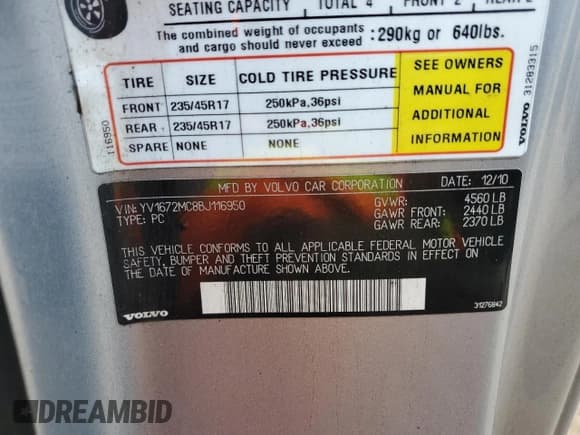 SEATING CAPACITY TOTAL 4 FRONT 2
The combined weight of occupants and cargo should never exceed : 290kg or 640lbs.
TIRE SIZE COLD TIRE PRESSURE
FRONT 235/45R17 250kPa,36psi
REAR 235/45R17 250kPa,36psi
SPARE NONE NONE
SEE OWNERS
MANUAL FOR
ADDITIONAL
INFORMATION
116950
VOLVO 31283315
MFD BY VOLVO CAR CORPORATION DATE: 12/10
VIN: YV1672MC8BJ116950
TYPE: PC
GVWR: 4560 LB
GAWR FRONT: 2440 LB
GAWR REAR: 2370 LB
THIS VEHICLE CONFORMS TO ALL APPLICABLE FEDERAL MOTOR VEHICLE
SAFETY, BUMPER AND THEFT PREVENTION STANDARDS IN EFFECT ON
THE DATE OF MANUFACTURE SHOWN ABOVE.
VOLVO
31276842
DREAMBID